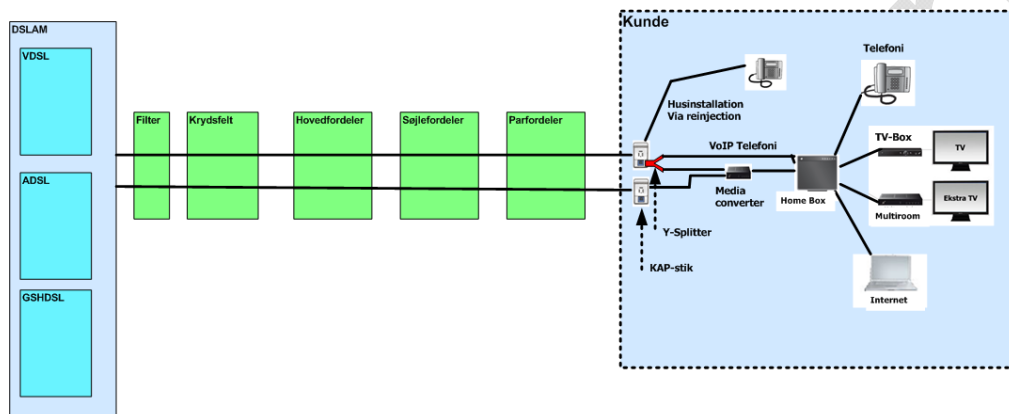 DSLAM
VDSL
ADSL
GSHDSL
Filter
Krydsfelt
Hovedfordeler
Søjlefordeler
Parfordeler
Kunde
Telefoni
Husinstallation
Via reinjection
VoIP Telefoni
TV-Box
TV
Media
converter
Home Box
Multiroom
Ekstra TV
Y-Splitter
KAP-stik
Internet